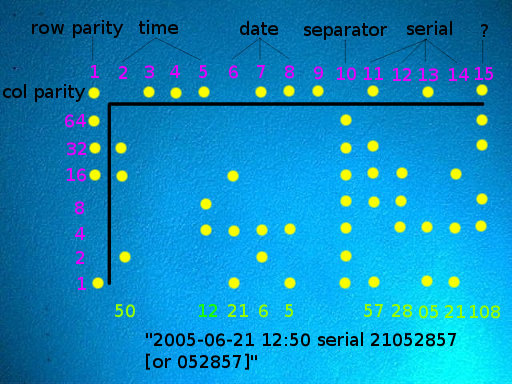 row parity time date separator serial ?
1 2 3 4 5 6 7 8 9 10 11 12 13 14 15
col parity
64
32
16
8
4
2
1
50 12 21 6 5 57 28 05 21 108
"2005-06-21 12:50 serial 21052857
[or 052857]"